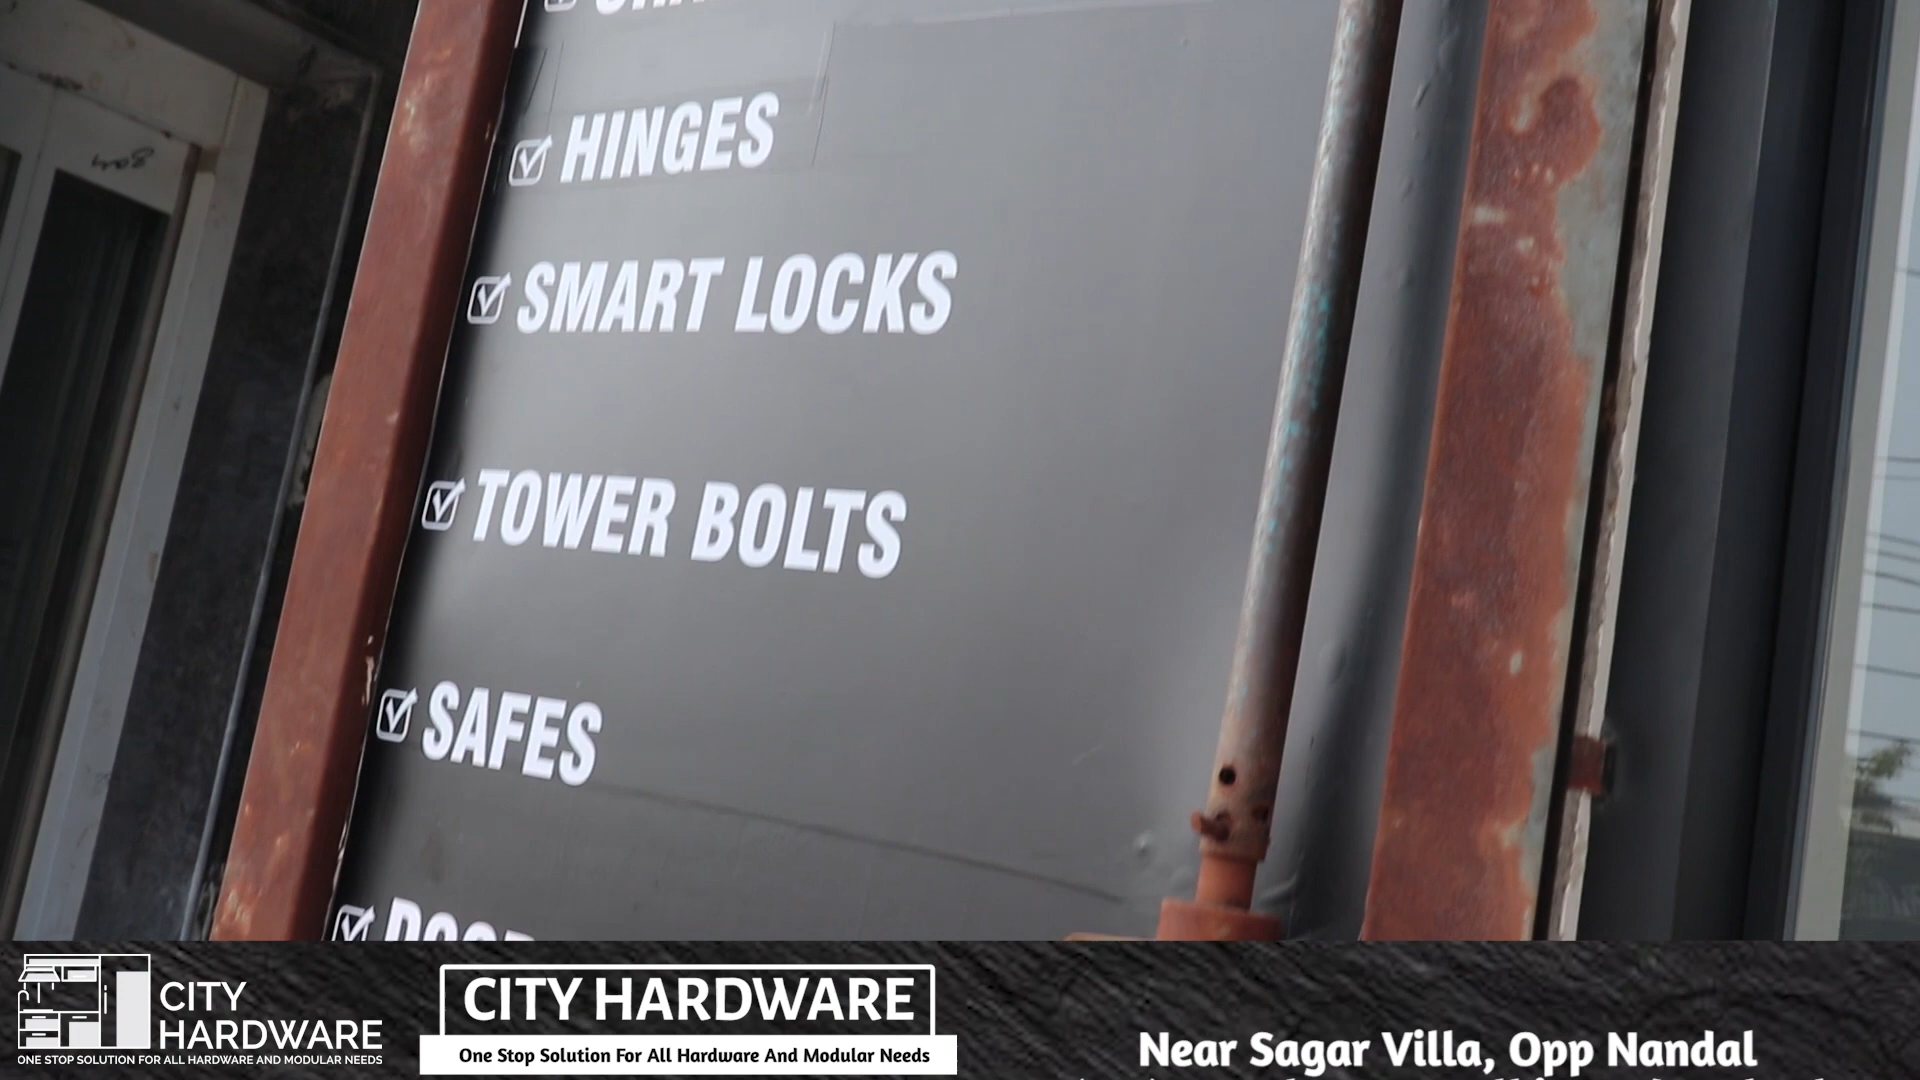 HINGES
SMART LOCKS
TOWER BOLTS
SAFES
CITY
HARDWARE
ONE STOP SOLUTION FOR ALL HARDWARE AND MODULAR NEEDS
CITY HARDWARE
One Stop Solution For All Hardware And Modular Needs
Near Sagar Villa, Opp Nandal